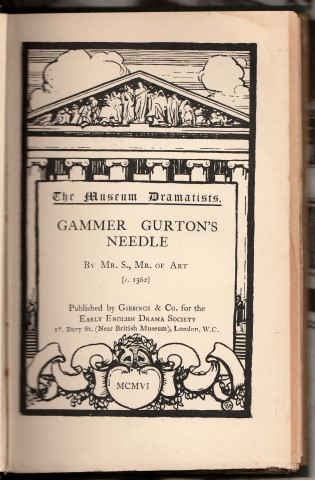 The Museum Dramatists.
GAMMER GURTON'S
NEEDLE
BY MR. S., MR. OF ART
[c. 1562]
Published by GIBBINGS & Co. for the
EARLY ENGLISH DRAMA SOCIETY
18, Bury St. (Near British Museum), London, W.C.
MCMVI